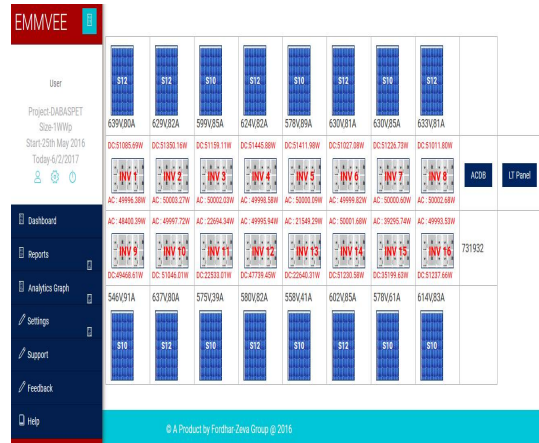 EMMVEE
User
Project-DABASPET
Size-1WWp
Start-25th May 2016
Today-6/2/2017
Dashboard
Reports
Analytics Graph
Settings
Support
Feedback
Help
S12 S12 S10 S12 S10 S12 S10 S12
639V,80A 629V,82A 599V,85A 624V,82A 578V,89A 630V,81A 630V,85A 633V,81A
DC:51085.69W DC:51350.16W DC:51159.11W DC:51445.88W DC:51411.98W DC:51027.08W DC:51226.73W DC:51011.80W
INV 1 INV 2 INV 3 INV 4 INV 5 INV 6 INV 7 INV 8 ACDB LT Panel
AC : 49996.38W AC : 50003.27W AC : 50002.03W AC : 49998.58W AC : 50000.09W AC : 49999.82W AC : 50000.60W AC : 50002.68W
AC : 48400.39W AC : 49997.72W AC : 22694.34W AC : 49995.94W AC : 21549.29W AC : 50001.68W AC : 39295.74W AC : 49993.53W
INV 9 INV 10 INV 11 INV 12 INV 13 INV 14 INV 15 INV 16 731932
DC:49468.61W DC: 51046.01W DC:22533.01W DC:47739.45W DC:22640.31W DC:51230.58W DC:35199.63W DC:51237.66W
546V,91A 637V,80A 575V,39A 580V,82A 558V,41A 602V,85A 578V,61A 614V,83A
S10 S12 S10 S12 S10 S12 S10 S12
© A Product by Fordhar-Zeva Group @ 2016